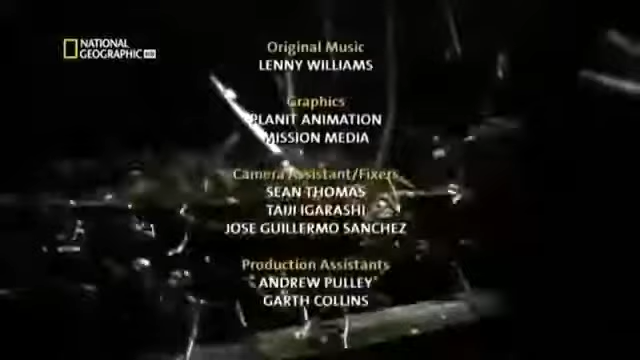 NATIONAL
GEOGRAPHIC HD
Original Music
LENNY WILLIAMS
Graphics
PLANIT ANIMATION
MISSION MEDIA
Camera Assistant/Fixers
SEAN THOMAS
TAIJI IGARASHI
JOSE GUILLERMO SANCHEZ
Production Assistants
ANDREW PULLEY
GARTH COLLINS